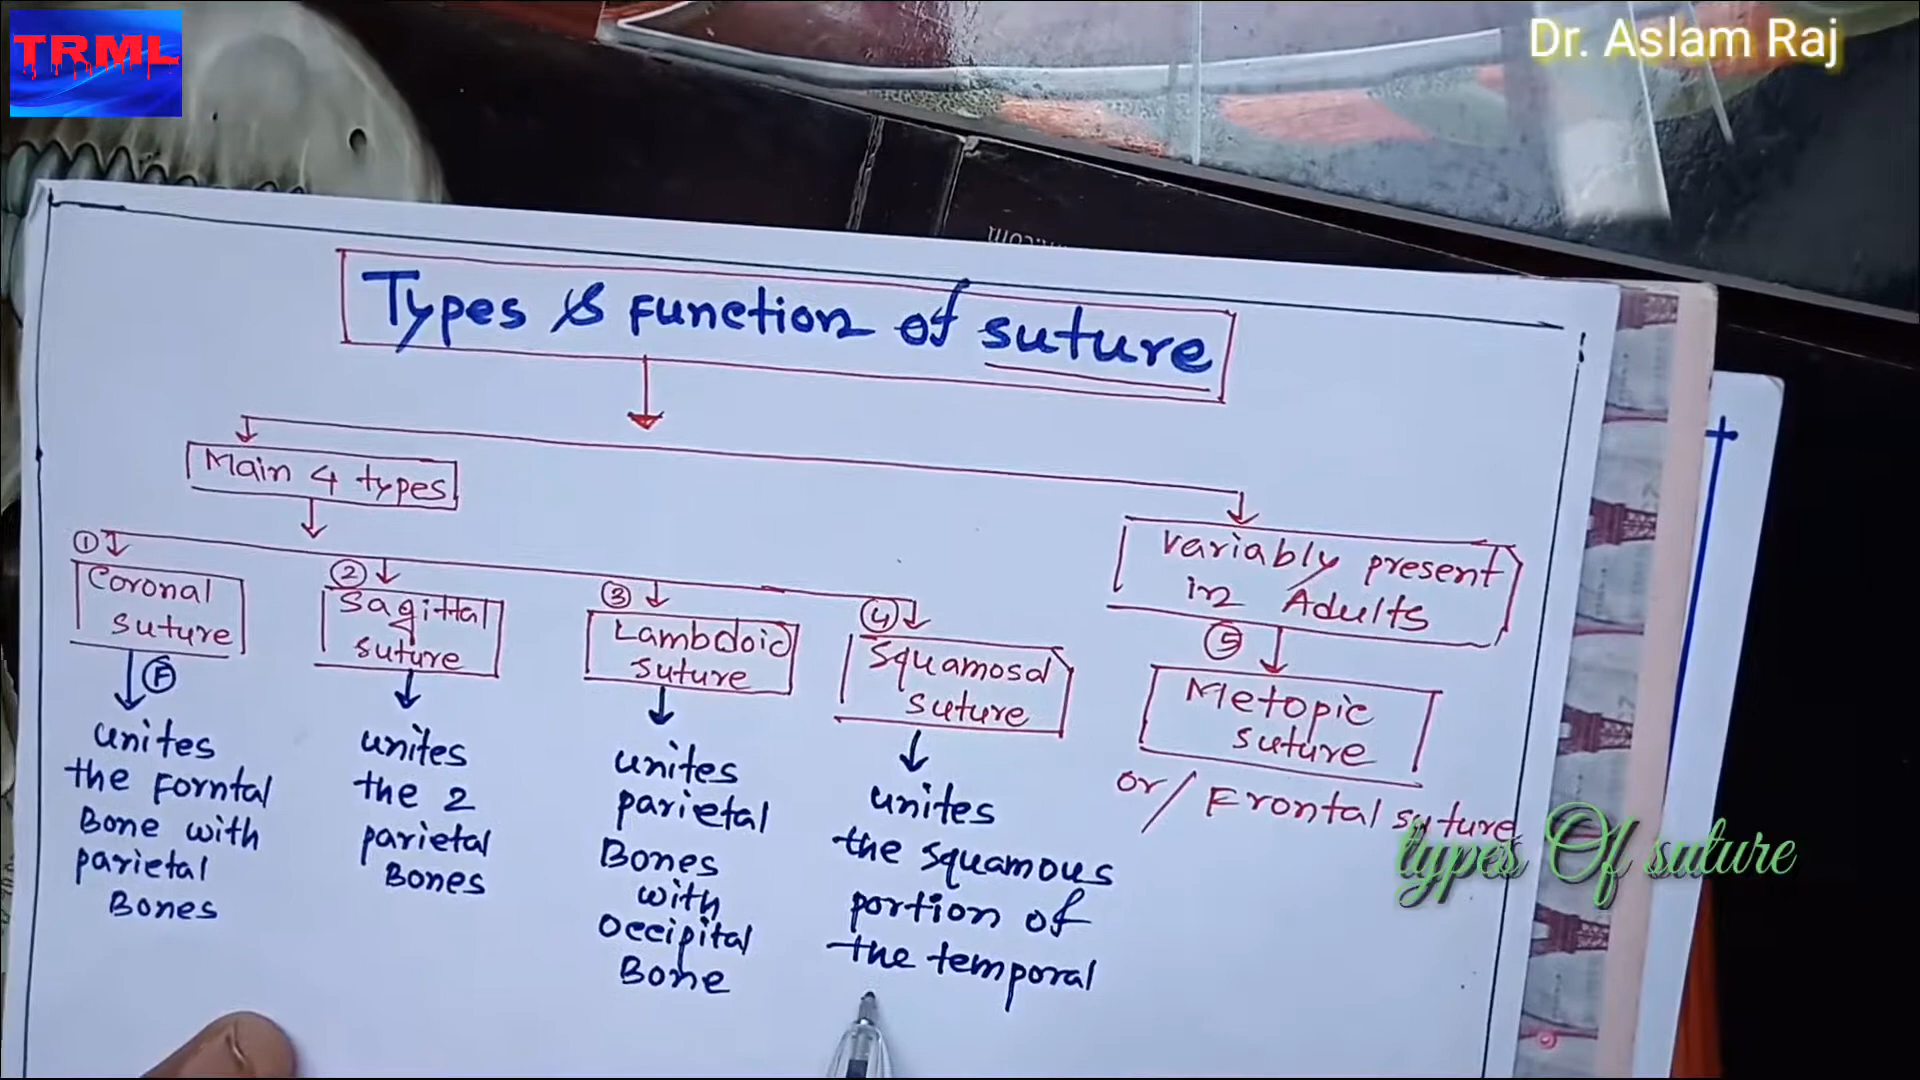 TRML
Dr. Aslam Raj
Types & Function of suture
Main 4 types
① Coronal
suture
② Sagittal
suture
③ Lambdoid
suture
④ Squamosal
suture
Variably present
in Adults
⑤ Metopic
suture
or / Frontal suture
F
unites
the Forntal
Bone with
parietal
Bones
unites
the 2
parietal
Bones
unites
parietal
Bones
with
occipital
Bone
unites
the squamous
portion of
the temporal
types Of suture